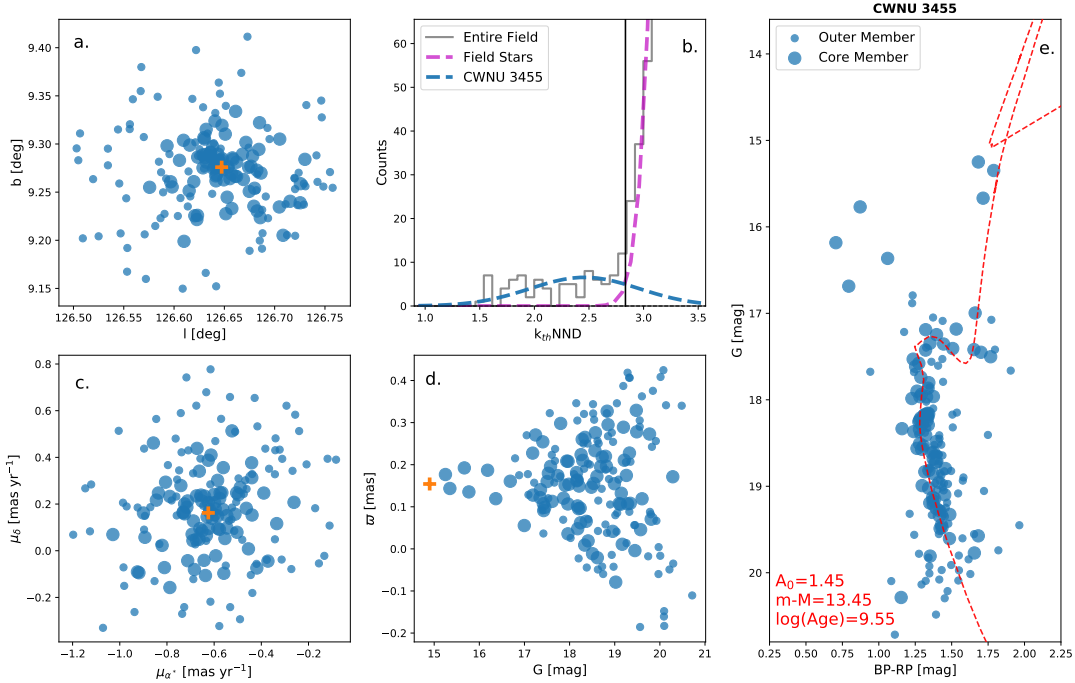 CWNU 3455
a.
9.40
9.35
9.30
9.25
9.20
9.15
b [deg]
126.50
126.55
126.60
126.65
126.70
126.75
l [deg]
Entire Field
Field Stars
CWNU 3455
b.
60
50
40
30
20
10
0
Counts
1.0
1.5
2.0
2.5
3.0
3.5
kₜₕNND
c.
0.8
0.6
0.4
0.2
0.0
−0.2
μδ [mas yr⁻¹]
−1.2
−1.0
−0.8
−0.6
−0.4
−0.2
μα* [mas yr⁻¹]
d.
0.4
0.3
0.2
0.1
0.0
−0.1
−0.2
ϖ [mas]
15
16
17
18
19
20
21
G [mag]
Outer Member
Core Member
e.
14
15
16
17
18
19
20
G [mag]
A₀=1.45
m-M=13.45
log(Age)=9.55
0.25
0.50
0.75
1.00
1.25
1.50
1.75
2.00
2.25
BP-RP [mag]